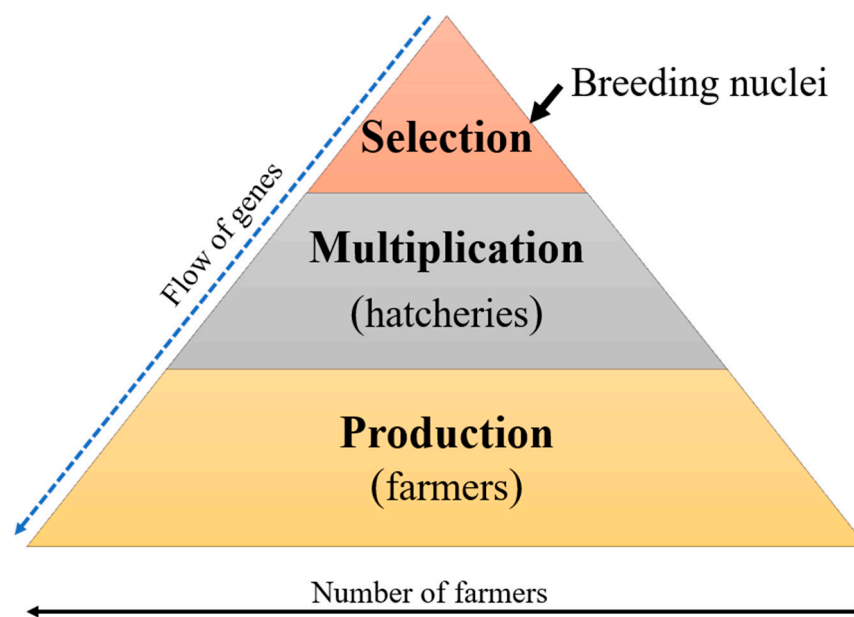 Breeding nuclei
Selection
Flow of genes
Multiplication
(hatcheries)
Production
(farmers)
Number of farmers